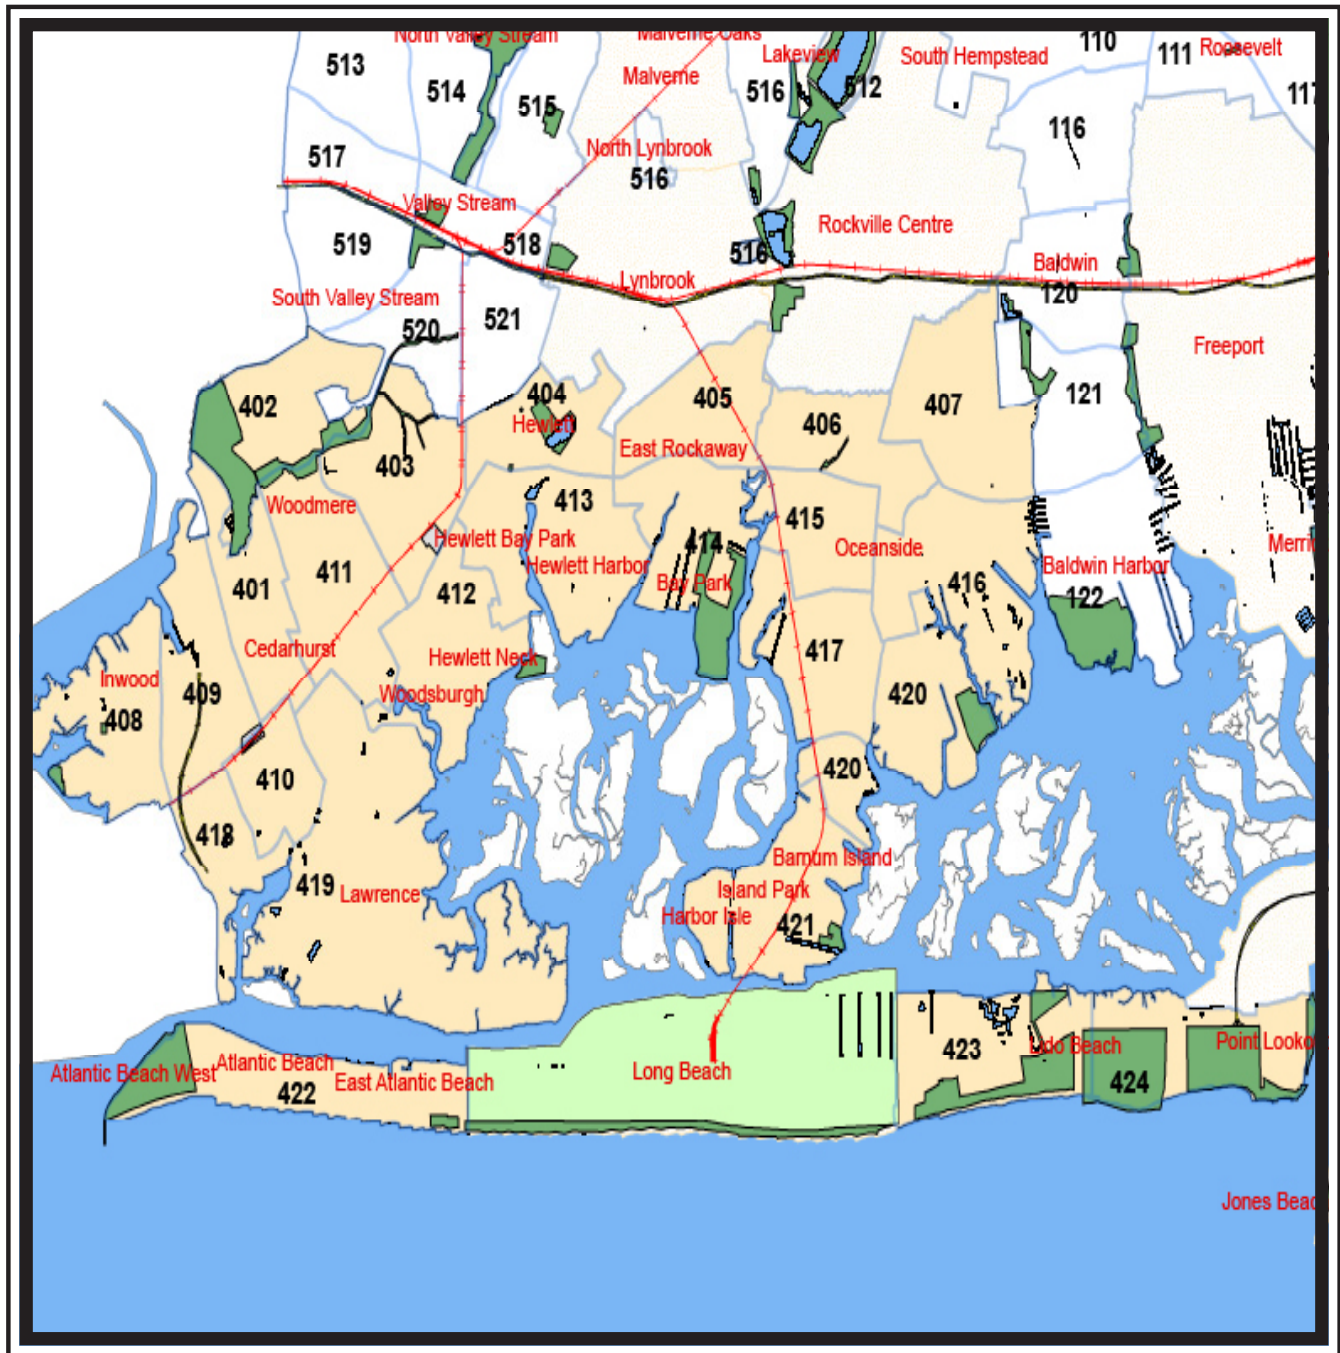 North Valley Stream
Malverne Oaks
110
513
Lakeview
South Hempstead
111
Roosevelt
514
Malverne
516
512
117
515
116
517
North Lynbrook
516
Valley Stream
519
518
516
Rockville Centre
Lynbrook
Baldwin
South Valley Stream
120
520
521
Freeport
402
404
405
406
407
121
Hewlett
403
East Rockaway
Woodmere
413
415
Hewlett Bay Park
414
Oceanside
401
411
412
Hewlett Harbor
Bay Park
416
Baldwin Harbor
122
Merri
Cedarhurst
Hewlett Neck
417
Inwood
409
Woodsburgh
420
408
410
420
418
419
Lawrence
Barnum Island
Island Park
Harbor Isle
421
423
Lido Beach
Point Looko
Atlantic Beach West
Atlantic Beach
East Atlantic Beach
Long Beach
422
424
Jones Beac